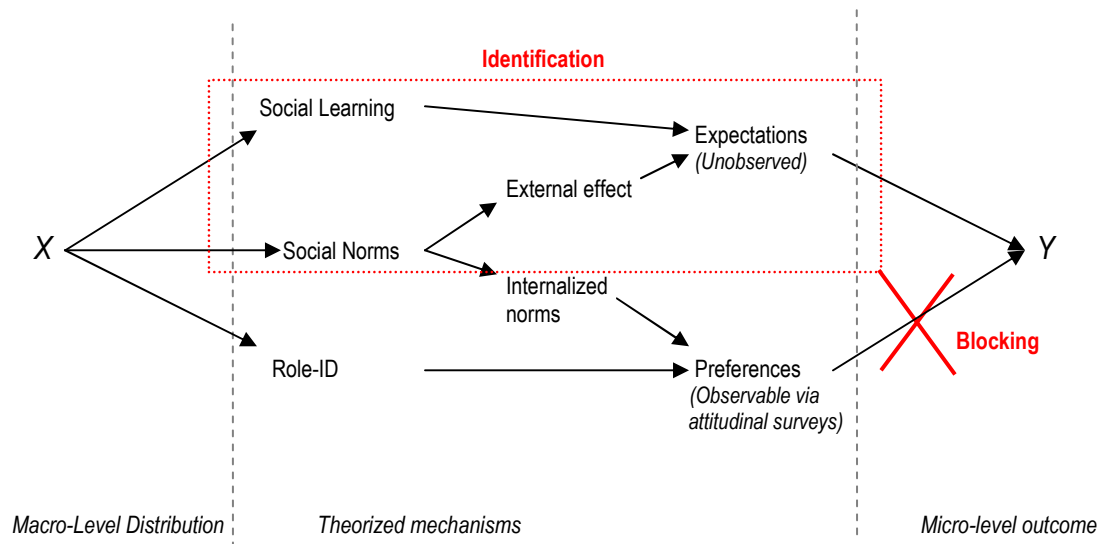 Identification
Social Learning
Expectations
(Unobserved)
External effect
X
Social Norms
Y
Internalized
norms
Blocking
Role-ID
Preferences
(Observable via
attitudinal surveys)
Macro-Level Distribution
Theorized mechanisms
Micro-level outcome